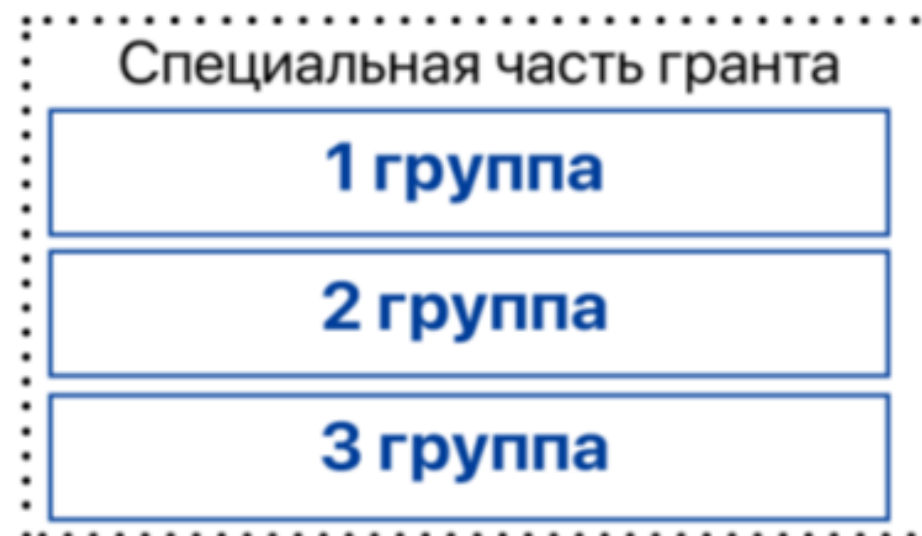 Специальная часть гранта
1 группа
2 группа
3 группа